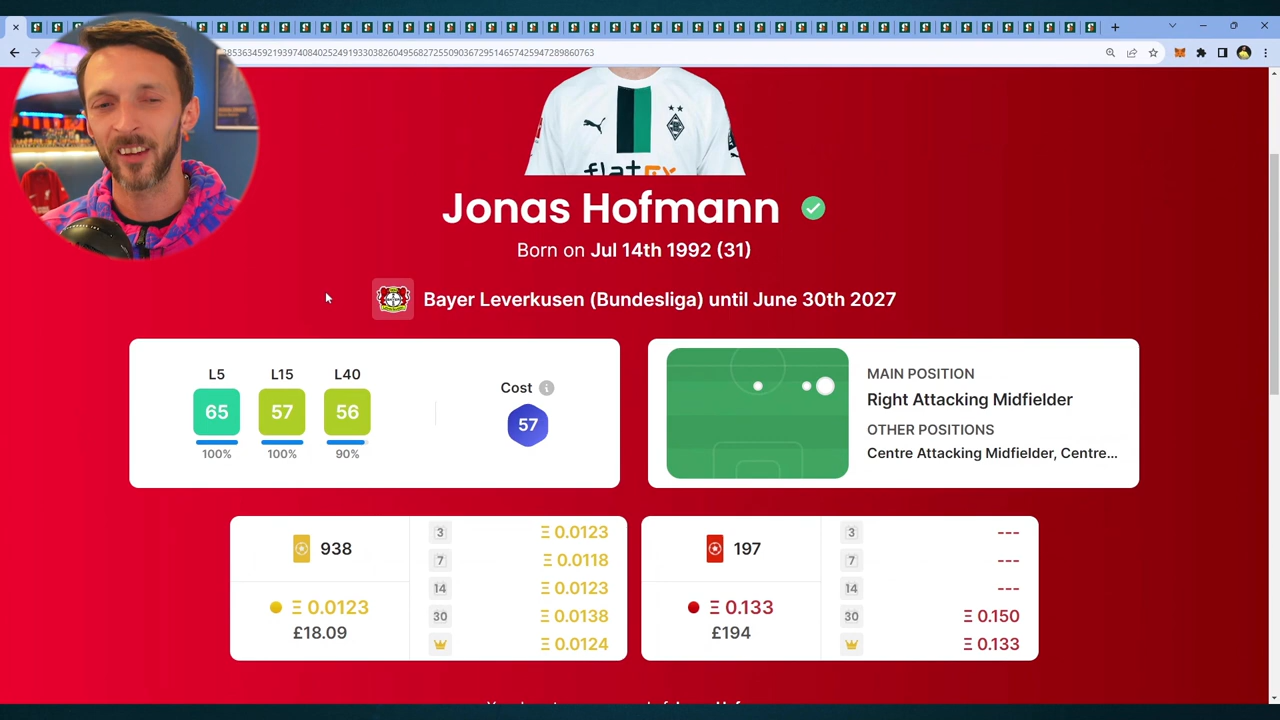 flatex
Jonas Hofmann
Born on Jul 14th 1992 (31)
Bayer Leverkusen (Bundesliga) until June 30th 2027
L5 L15 L40
65 57 56
100% 100% 90%
Cost
57
MAIN POSITION
Right Attacking Midfielder
OTHER POSITIONS
Centre Attacking Midfielder, Centre...
938
Ξ 0.0123
£18.09
3 Ξ 0.0123
7 Ξ 0.0118
14 Ξ 0.0123
30 Ξ 0.0138
Ξ 0.0124
197
Ξ 0.133
£194
3 ---
7 ---
14 ---
30 Ξ 0.150
Ξ 0.133